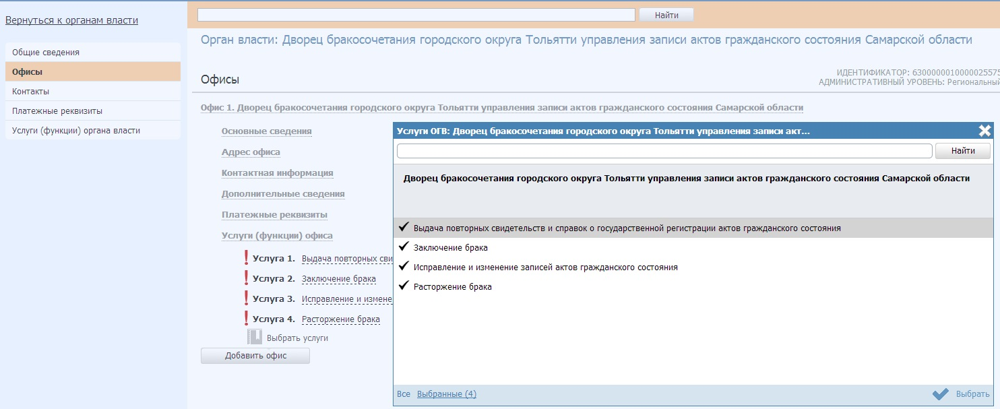 Вернуться к органам власти
Найти
Общие сведения
Офисы
Контакты
Платежные реквизиты
Услуги (функции) органа власти
Орган власти: Дворец бракосочетания городского округа Тольятти управления записи актов гражданского состояния Самарской области
Офисы
ИДЕНТИФИКАТОР: 6300000010000025575
АДМИНИСТРАТИВНЫЙ УРОВЕНЬ: Региональный
Офис 1. Дворец бракосочетания городского округа Тольятти управления записи актов гражданского состояния Самарской области
Основные сведения
Адрес офиса
Контактная информация
Дополнительные сведения
Платежные реквизиты
Услуги (функции) офиса
Услуга 1. Выдача повторных сви
Услуга 2. Заключение брака
Услуга 3. Исправление и измене
Услуга 4. Расторжение брака
Выбрать услуги
Добавить офис
Услуги ОГВ: Дворец бракосочетания городского округа Тольятти управления записи акт...
Найти
Дворец бракосочетания городского округа Тольятти управления записи актов гражданского состояния Самарской области
Выдача повторных свидетельств и справок о государственной регистрации актов гражданского состояния
Заключение брака
Исправление и изменение записей актов гражданского состояния
Расторжение брака
Все Выбранные (4)
Выбрать